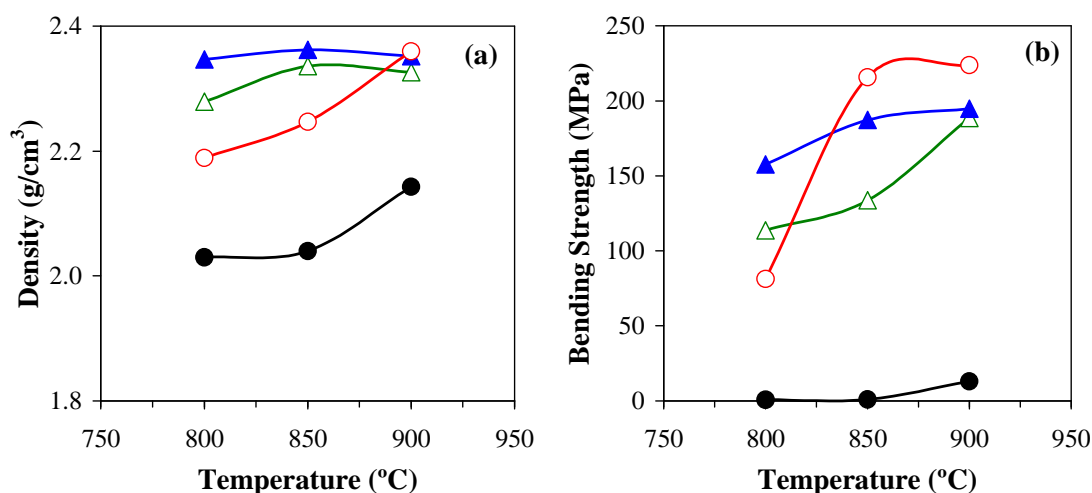 (a)
2.4
2.2
2.0
1.8
Density (g/cm³)
750 800 850 900 950
Temperature (ºC)
(b)
250
200
150
100
50
0
Bending Strength (MPa)
750 800 850 900 950
Temperature (ºC)